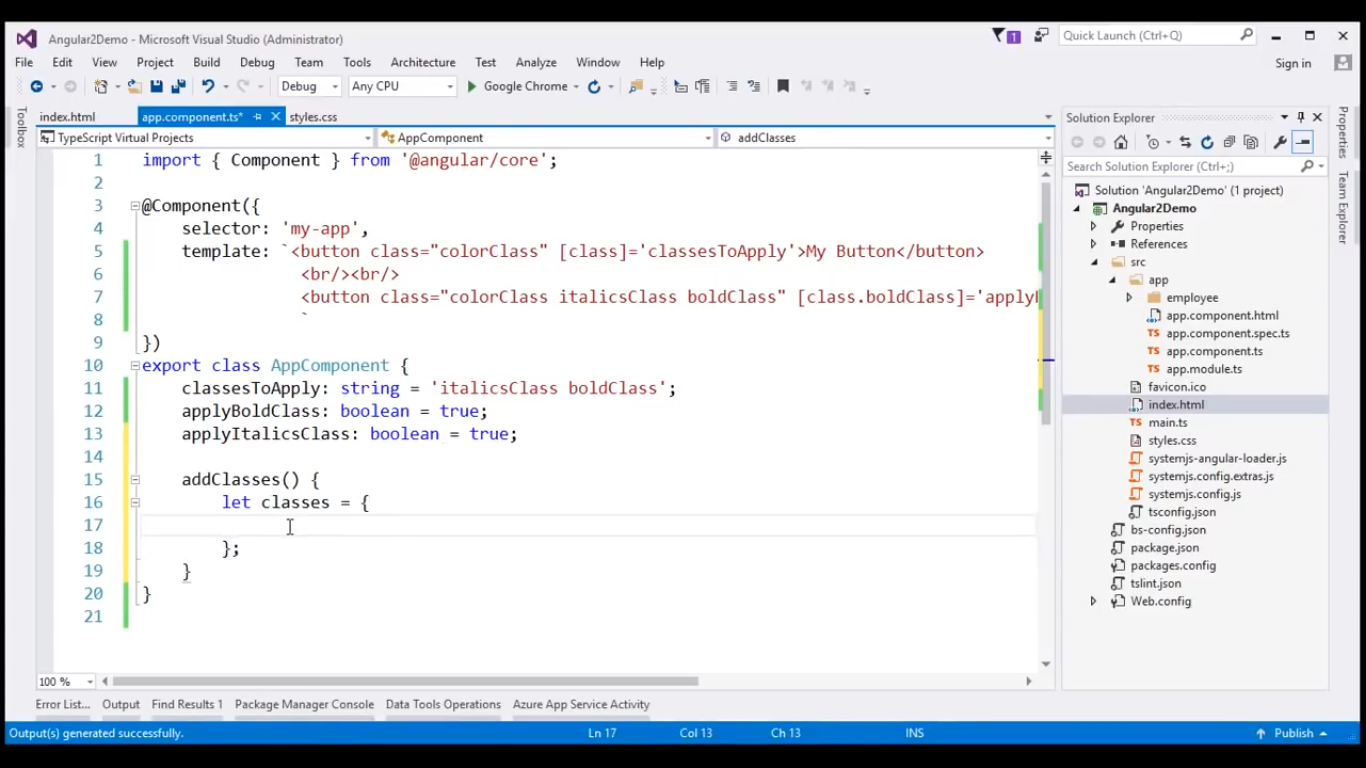 Angular2Demo - Microsoft Visual Studio (Administrator)
1
Quick Launch (Ctrl+Q)
File Edit View Project Build Debug Team Tools Architecture Test Analyze Window Help
Sign in
Debug Any CPU Google Chrome
Toolbox
index.html app.component.ts* styles.css
TypeScript Virtual Projects AppComponent addClasses
1 import { Component } from '@angular/core';
2
3 @Component({
4 selector: 'my-app',
5 template: `<button class="colorClass" [class]='classesToApply'>My Button</button>
6 <br/><br/>
7 <button class="colorClass italicsClass boldClass" [class.boldClass]='apply
8 `
9 })
10 export class AppComponent {
11 classesToApply: string = 'italicsClass boldClass';
12 applyBoldClass: boolean = true;
13 applyItalicsClass: boolean = true;
14
15 addClasses() {
16 let classes = {
17
18 };
19 }
20 }
21
100 %
Solution Explorer
Search Solution Explorer (Ctrl+;)
Solution 'Angular2Demo' (1 project)
Angular2Demo
Properties
References
src
app
employee
app.component.html
app.component.spec.ts
app.component.ts
app.module.ts
favicon.ico
index.html
main.ts
styles.css
systemjs-angular-loader.js
systemjs.config.extras.js
systemjs.config.js
tsconfig.json
bs-config.json
package.json
packages.config
tslint.json
Web.config
Properties
Team Explorer
Error List... Output Find Results 1 Package Manager Console Data Tools Operations Azure App Service Activity
Output(s) generated successfully. Ln 17 Col 13 Ch 13 INS Publish